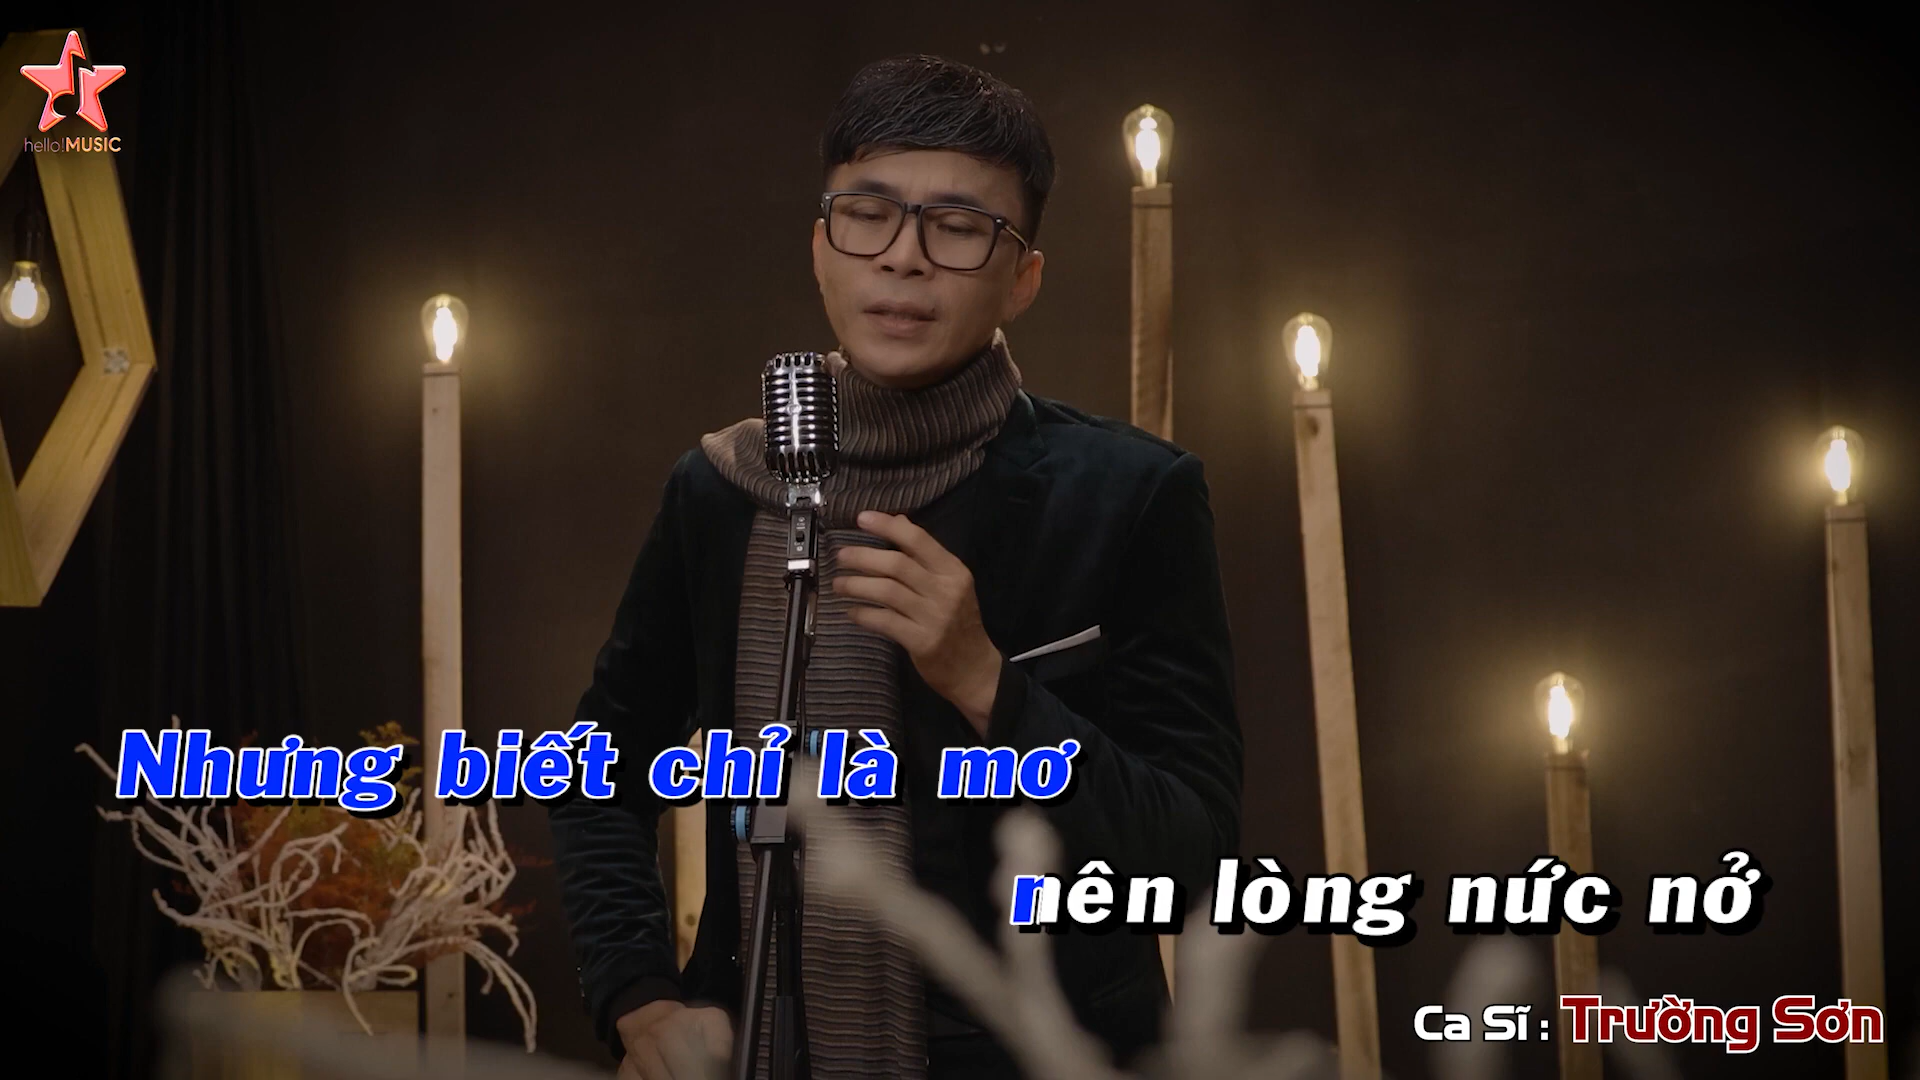 hello!MUSIC
Nhưng biết chỉ là mơ
nên lòng nức nở
Ca Sĩ : Trường Sơn